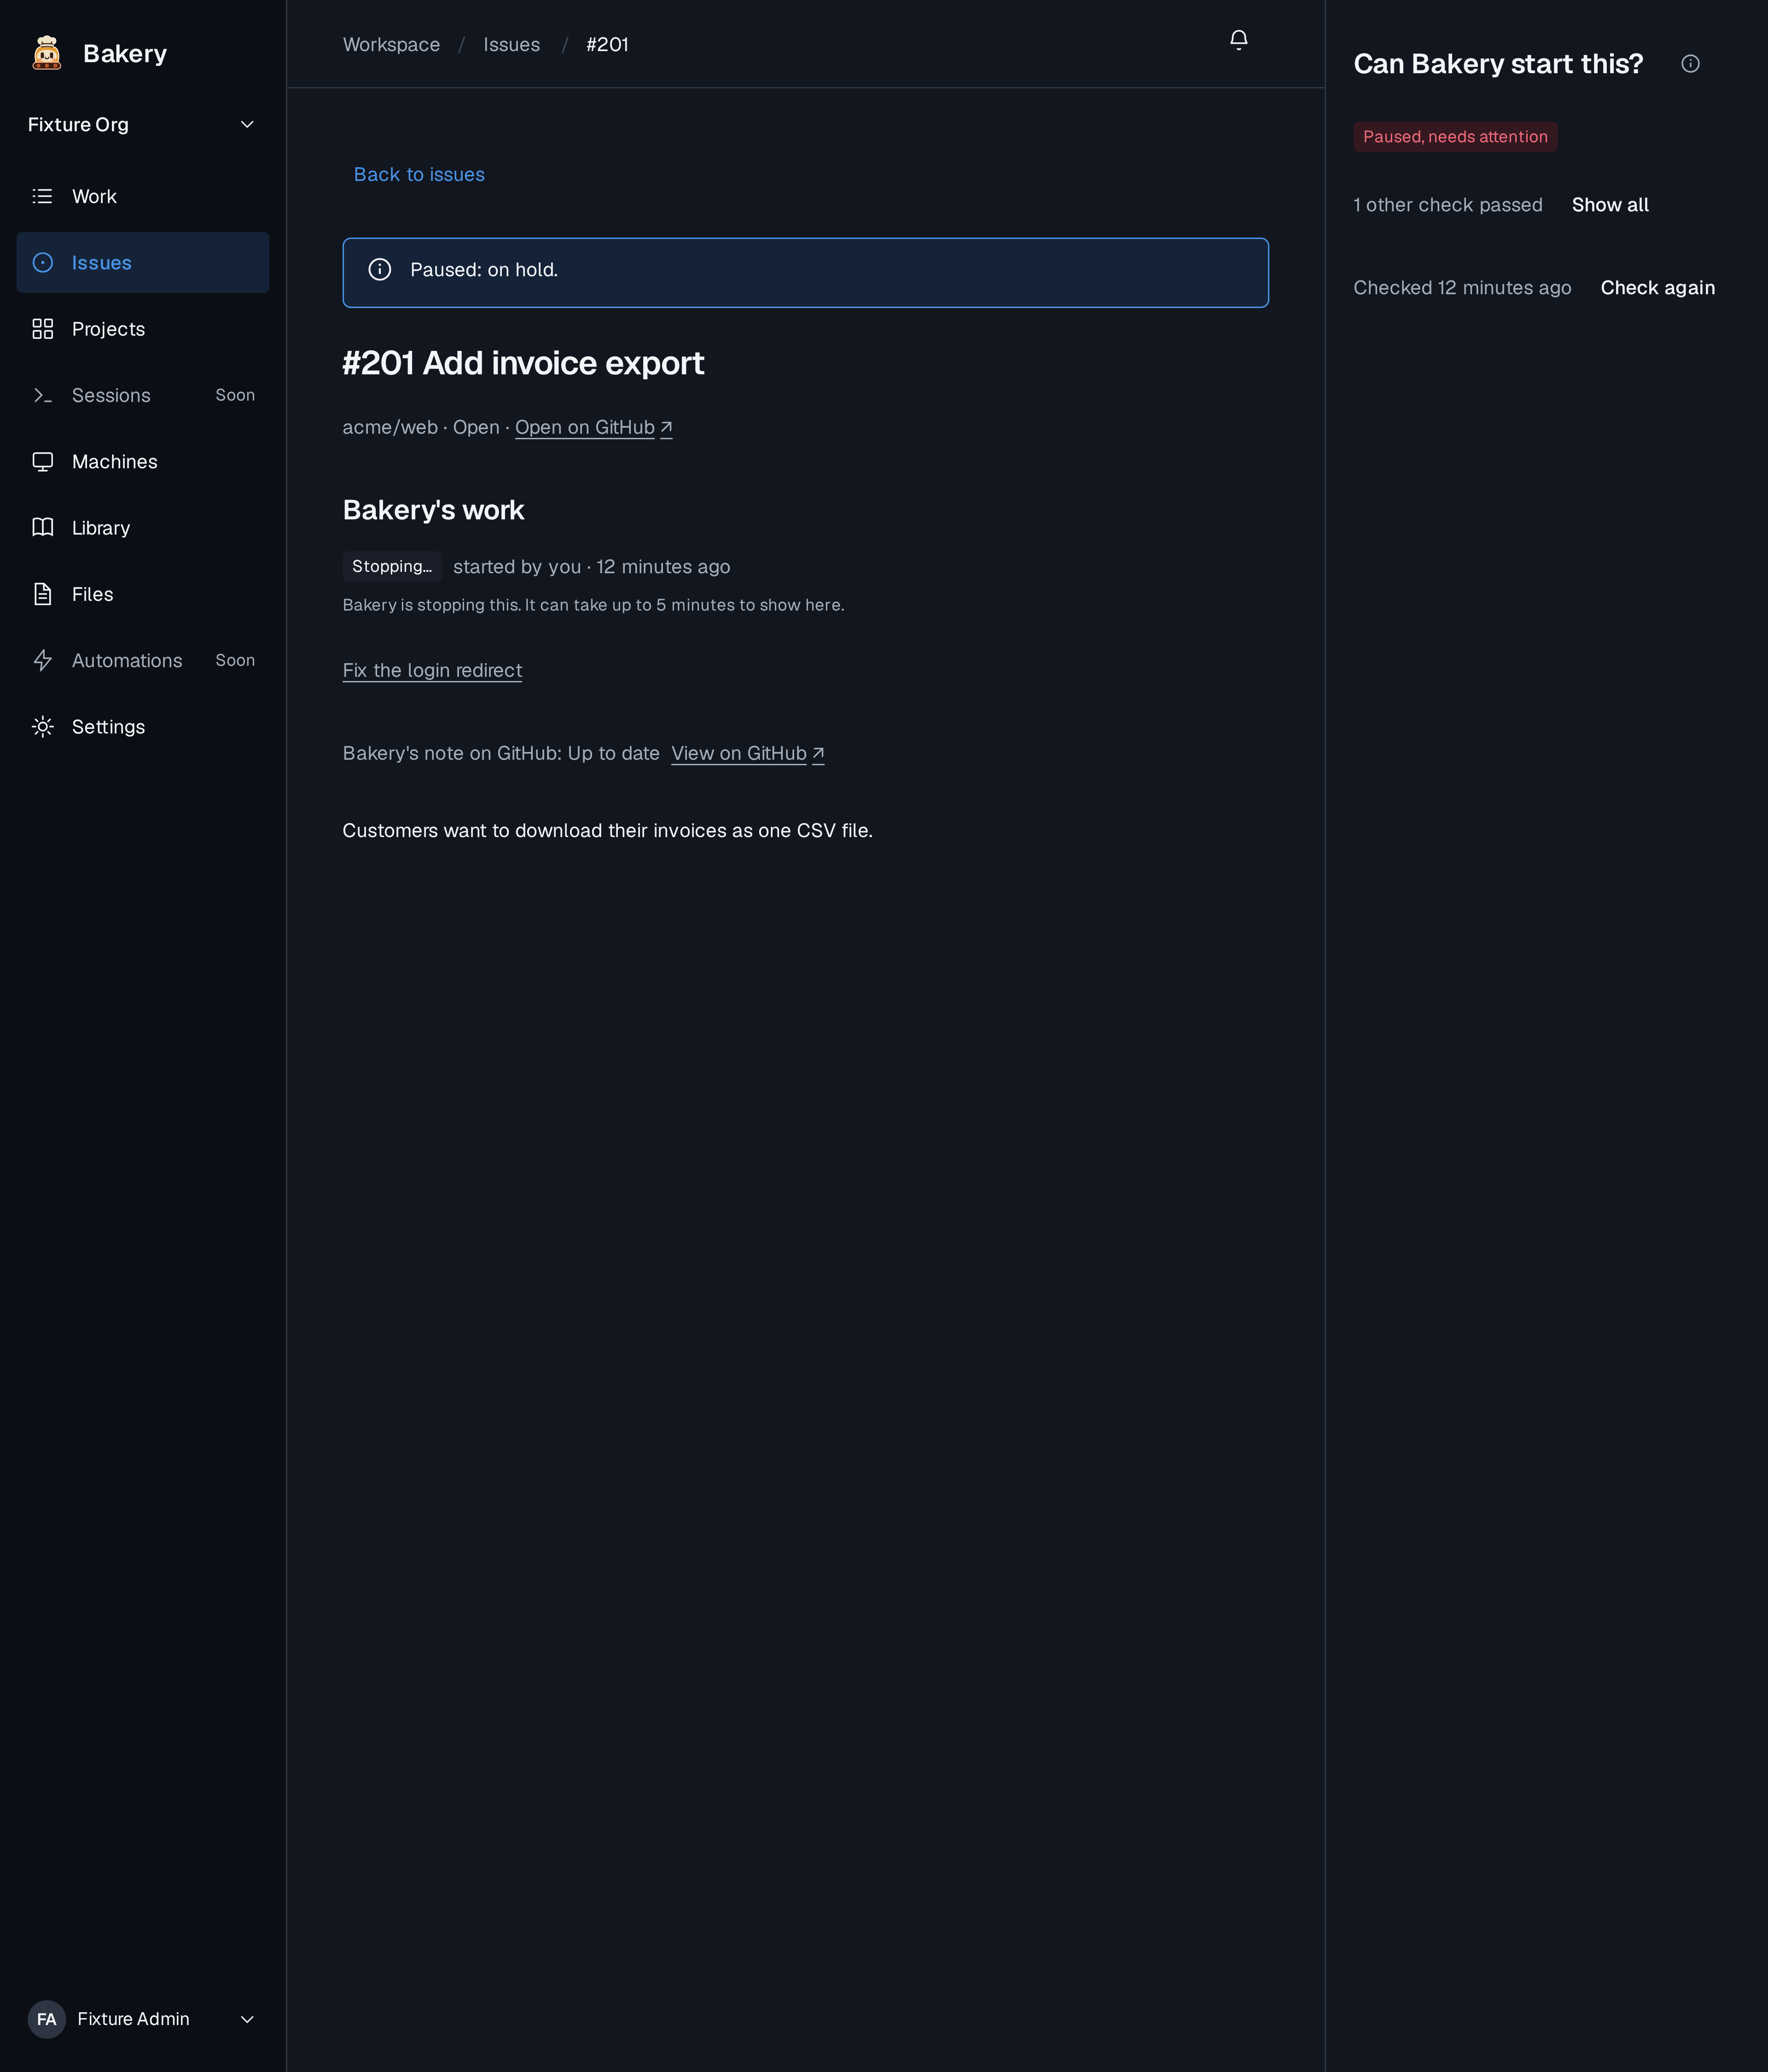 Bakery
Fixture Org
Work
Issues
Projects
Sessions Soon
Machines
Library
Files
Automations Soon
Settings
FA Fixture Admin
Workspace / Issues / #201
Back to issues
Paused: on hold.
#201 Add invoice export
acme/web · Open · Open on GitHub ↗
Bakery's work
Stopping… started by you · 12 minutes ago
Bakery is stopping this. It can take up to 5 minutes to show here.
Fix the login redirect
Bakery's note on GitHub: Up to date View on GitHub ↗
Customers want to download their invoices as one CSV file.
Can Bakery start this?
Paused, needs attention
1 other check passed Show all
Checked 12 minutes ago Check again